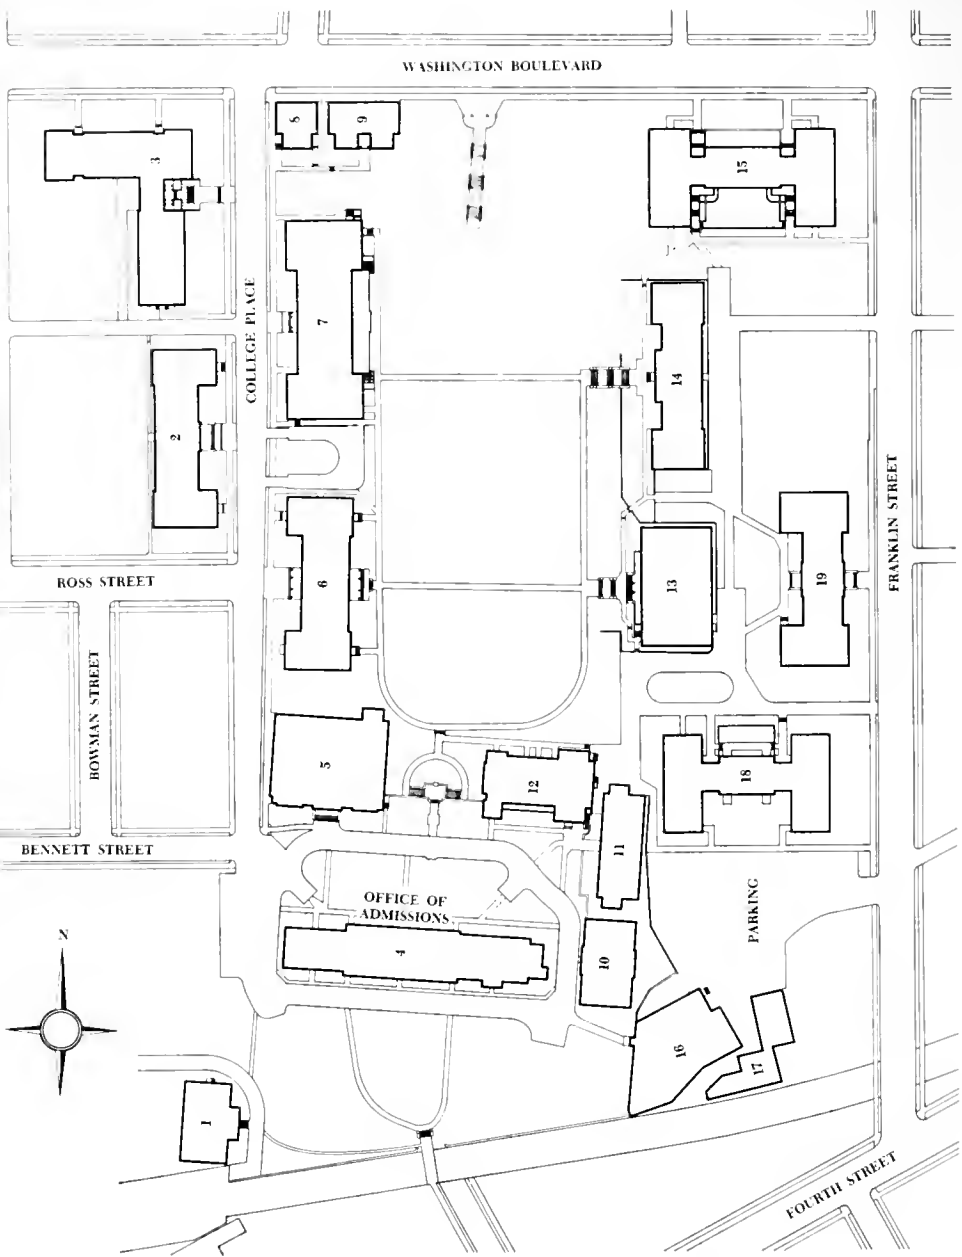 WASHINGTON BOULEVARD
8
9
3
15
COLLEGE PLACE
7
14
2
FRANKLIN STREET
ROSS STREET
6
13
19
BOWMAN STREET
5
12
18
11
BENNETT STREET
OFFICE OF
ADMISSIONS
PARKING
N
4
10
16
17
1
FOURTH STREET